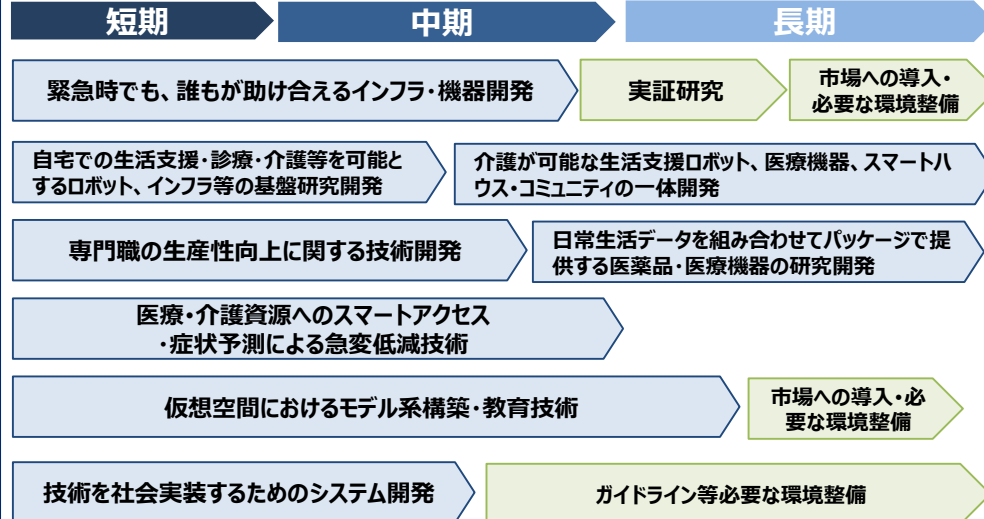 短期
中期
長期
緊急時でも、誰もが助け合えるインフラ・機器開発
実証研究
市場への導入・
必要な環境整備
自宅での生活支援・診療・介護等を可能と
するロボット、インフラ等の基盤研究開発
介護が可能な生活支援ロボット、医療機器、スマートハ
ウス・コミュニティの一体開発
専門職の生産性向上に関する技術開発
日常生活データを組み合わせてパッケージで提
供する医薬品・医療機器の研究開発
医療・介護資源へのスマートアクセス
・症状予測による急変低減技術
仮想空間におけるモデル系構築・教育技術
市場への導入・必
要な環境整備
技術を社会実装するためのシステム開発
ガイドライン等必要な環境整備